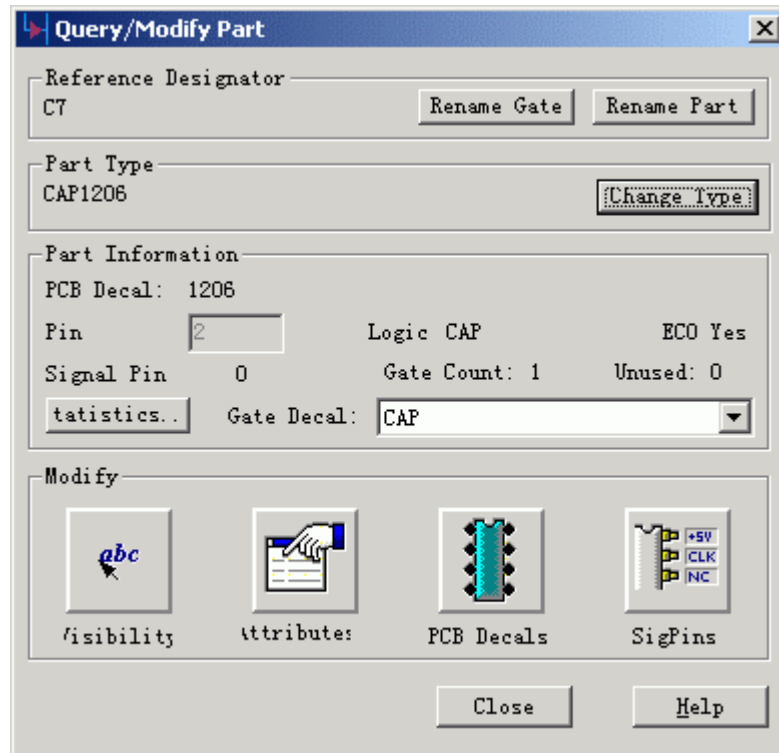 Query/Modify Part
Reference Designator
C7 Rename Gate Rename Part
Part Type
CAP1206 Change Type
Part Information
PCB Decal: 1206
Pin 2 Logic CAP ECO Yes
Signal Pin 0 Gate Count: 1 Unused: 0
tatistics.. Gate Decal: CAP
Modify
abc +5V
CLK
NC
Visibility Attributes PCB Decals SigPins
Close Help